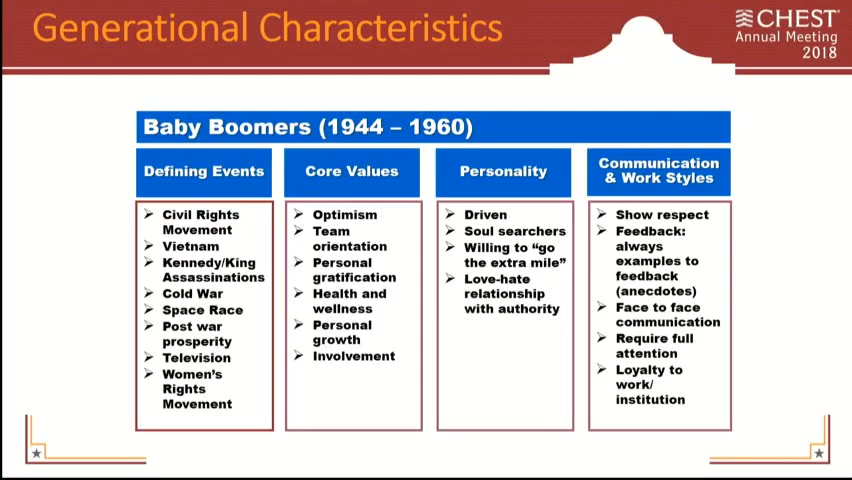 Generational Characteristics
CHEST
Annual Meeting
2018
Baby Boomers (1944 – 1960)
Defining Events
Civil Rights
Movement
Vietnam
Kennedy/King
Assassinations
Cold War
Space Race
Post war
prosperity
Television
Women's
Rights
Movement
Core Values
Optimism
Team
orientation
Personal
gratification
Health and
wellness
Personal
growth
Involvement
Personality
Driven
Soul searchers
Willing to “go
the extra mile”
Love-hate
relationship
with authority
Communication
& Work Styles
Show respect
Feedback:
always
examples to
feedback
(anecdotes)
Face to face
communication
Require full
attention
Loyalty to
work/
institution